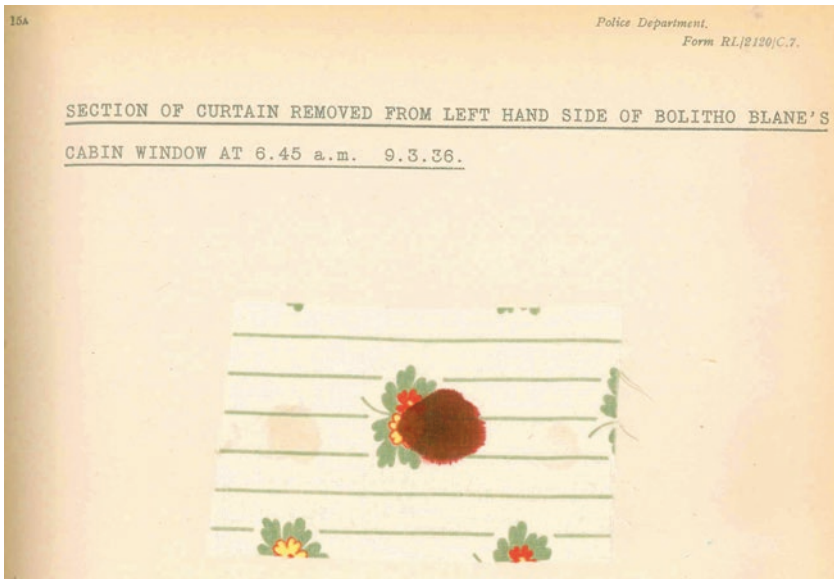 15A
Police Department.
Form RL/2120/C.7.
SECTION OF CURTAIN REMOVED FROM LEFT HAND SIDE OF BOLITHO BLANE'S
CABIN WINDOW AT 6.45 a.m. 9.3.36.